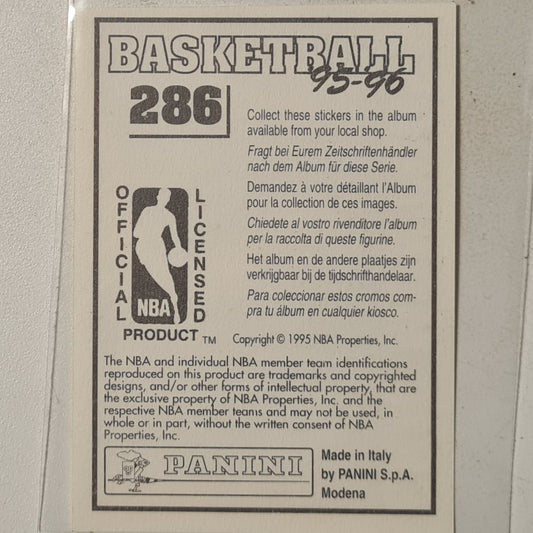 BASKETBALL
'95-'96
286
Collect these stickers in the album
available from your local shop.
Fragt bei Eurem Zeitschriftenhändler
nach dem Album für diese Serie.
Demandez à votre détaillant l'Album
pour la collection de ces images.
Chiedete al vostro rivenditore l'album
per la raccolta di queste figurine.
Het album en de andere plaatjes zijn
verkrijgbaar bij de tijdschrifthandelaar.
Para coleccionar estos cromos com-
pra tu álbum en cualquier kiosco.
OFFICIAL
LICENSED
NBA
PRODUCT TM
Copyright © 1995 NBA Properties, Inc.
The NBA and individual NBA member team identifications
reproduced on this product are trademarks and copyrighted
designs, and/or other forms of intellectual property, that are
the exclusive property of NBA Properties, Inc. and the
respective NBA member teams and may not be used, in
whole or in part, without the written consent of NBA
Properties, Inc.
PANINI
Made in Italy
by PANINI S.p.A.
Modena